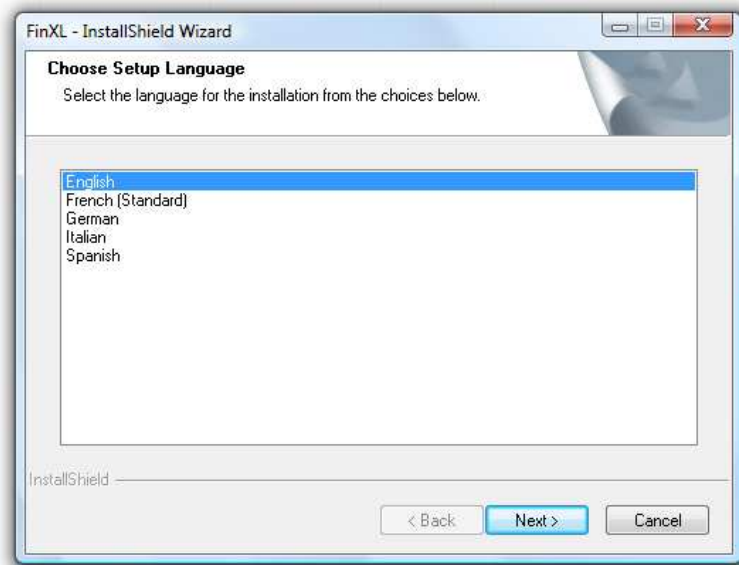 FinXL - InstallShield Wizard
Choose Setup Language
Select the language for the installation from the choices below.
English
French (Standard)
German
Italian
Spanish
InstallShield
< Back Next > Cancel